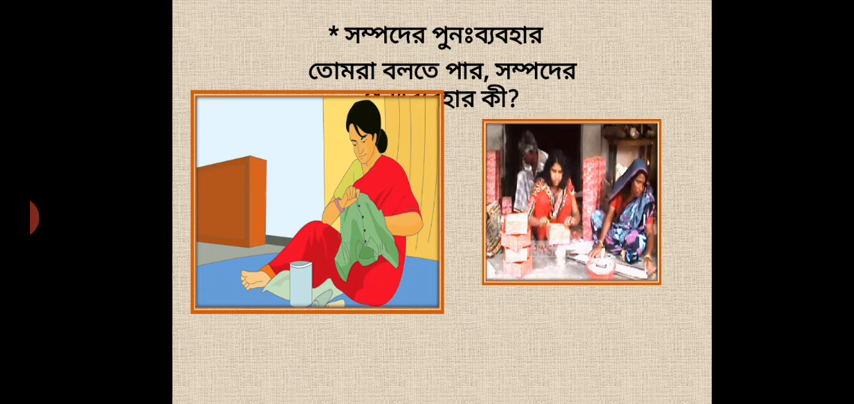 * সম্পদের পুনঃব্যবহার
তোমরা বলতে পার, সম্পদের
হার কী?